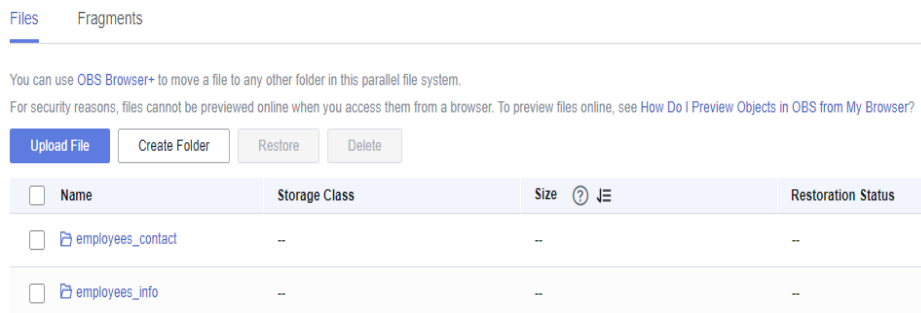 Files Fragments
You can use OBS Browser+ to move a file to any other folder in this parallel file system.
For security reasons, files cannot be previewed online when you access them from a browser. To preview files online, see How Do I Preview Objects in OBS from My Browser?
Upload File Create Folder Restore Delete
Name Storage Class Size ? Restoration Status
employees_contact -- -- --
employees_info -- -- --